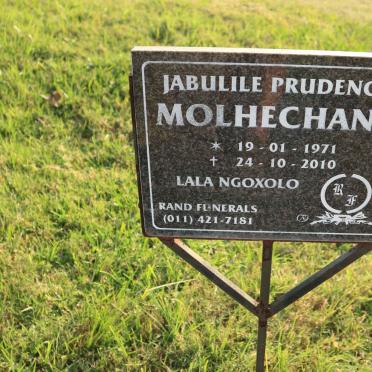 JABULILE PRUDENC
MOLHECHAN
* 19 - 01 - 1971
† 24 - 10 - 2010
LALA NGOXOLO
RAND FUNERALS
(011) 421-7181
R F